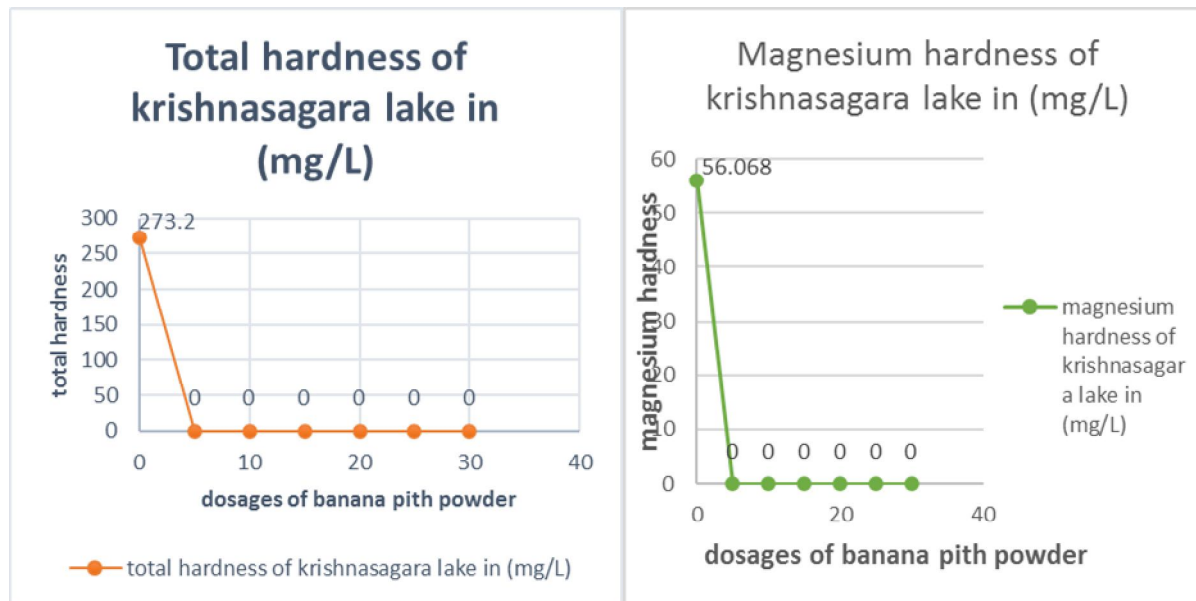 Total hardness of
krishnasagara lake in
(mg/L)
total hardness
300
250
200
150
100
50
0
273.2
0 0 0 0 0 0
0 10 20 30 40
dosages of banana pith powder
total hardness of krishnasagara lake in (mg/L)
Magnesium hardness of
krishnasagara lake in (mg/L)
magnesium hardness
60
50
40
30
20
10
0
56.068
0 0 0 0 0 0
0 20 40
dosages of banana pith powder
magnesium
hardness of
krishnasagar
a lake in
(mg/L)